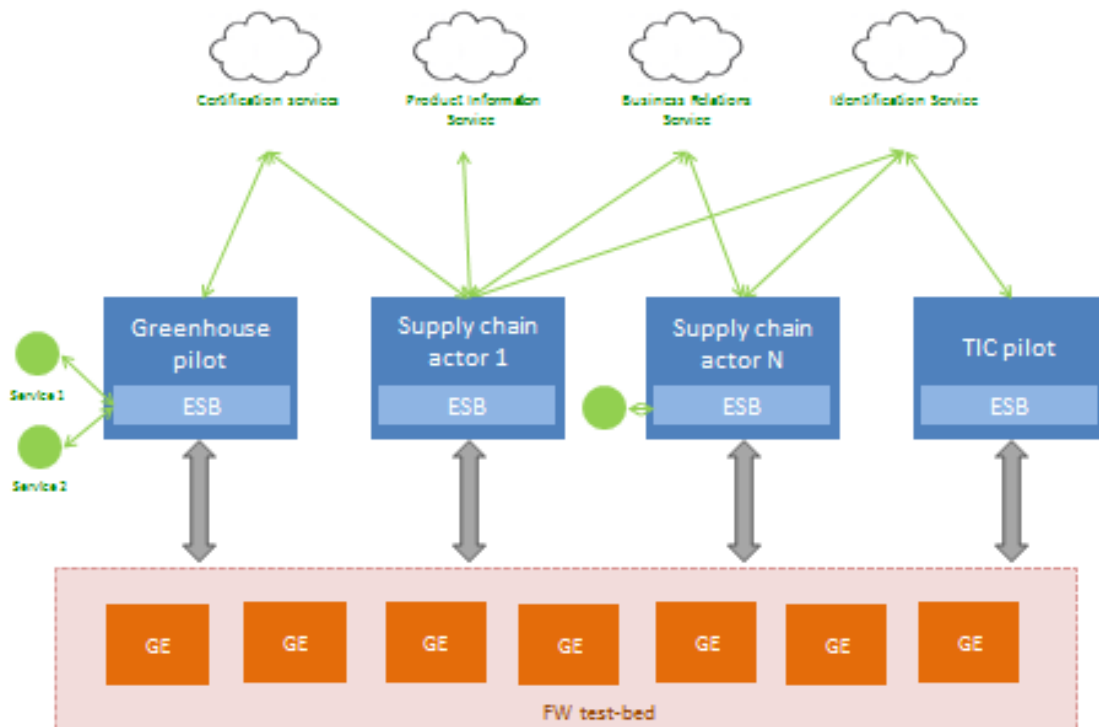 Certification services
Product Information
Service
Business Relations
Service
Identification Service
Greenhouse
pilot
ESB
Supply chain
actor 1
ESB
Supply chain
actor N
ESB
TIC pilot
ESB
Service 1
Service 2
GE
GE
GE
GE
GE
GE
GE
FW test-bed